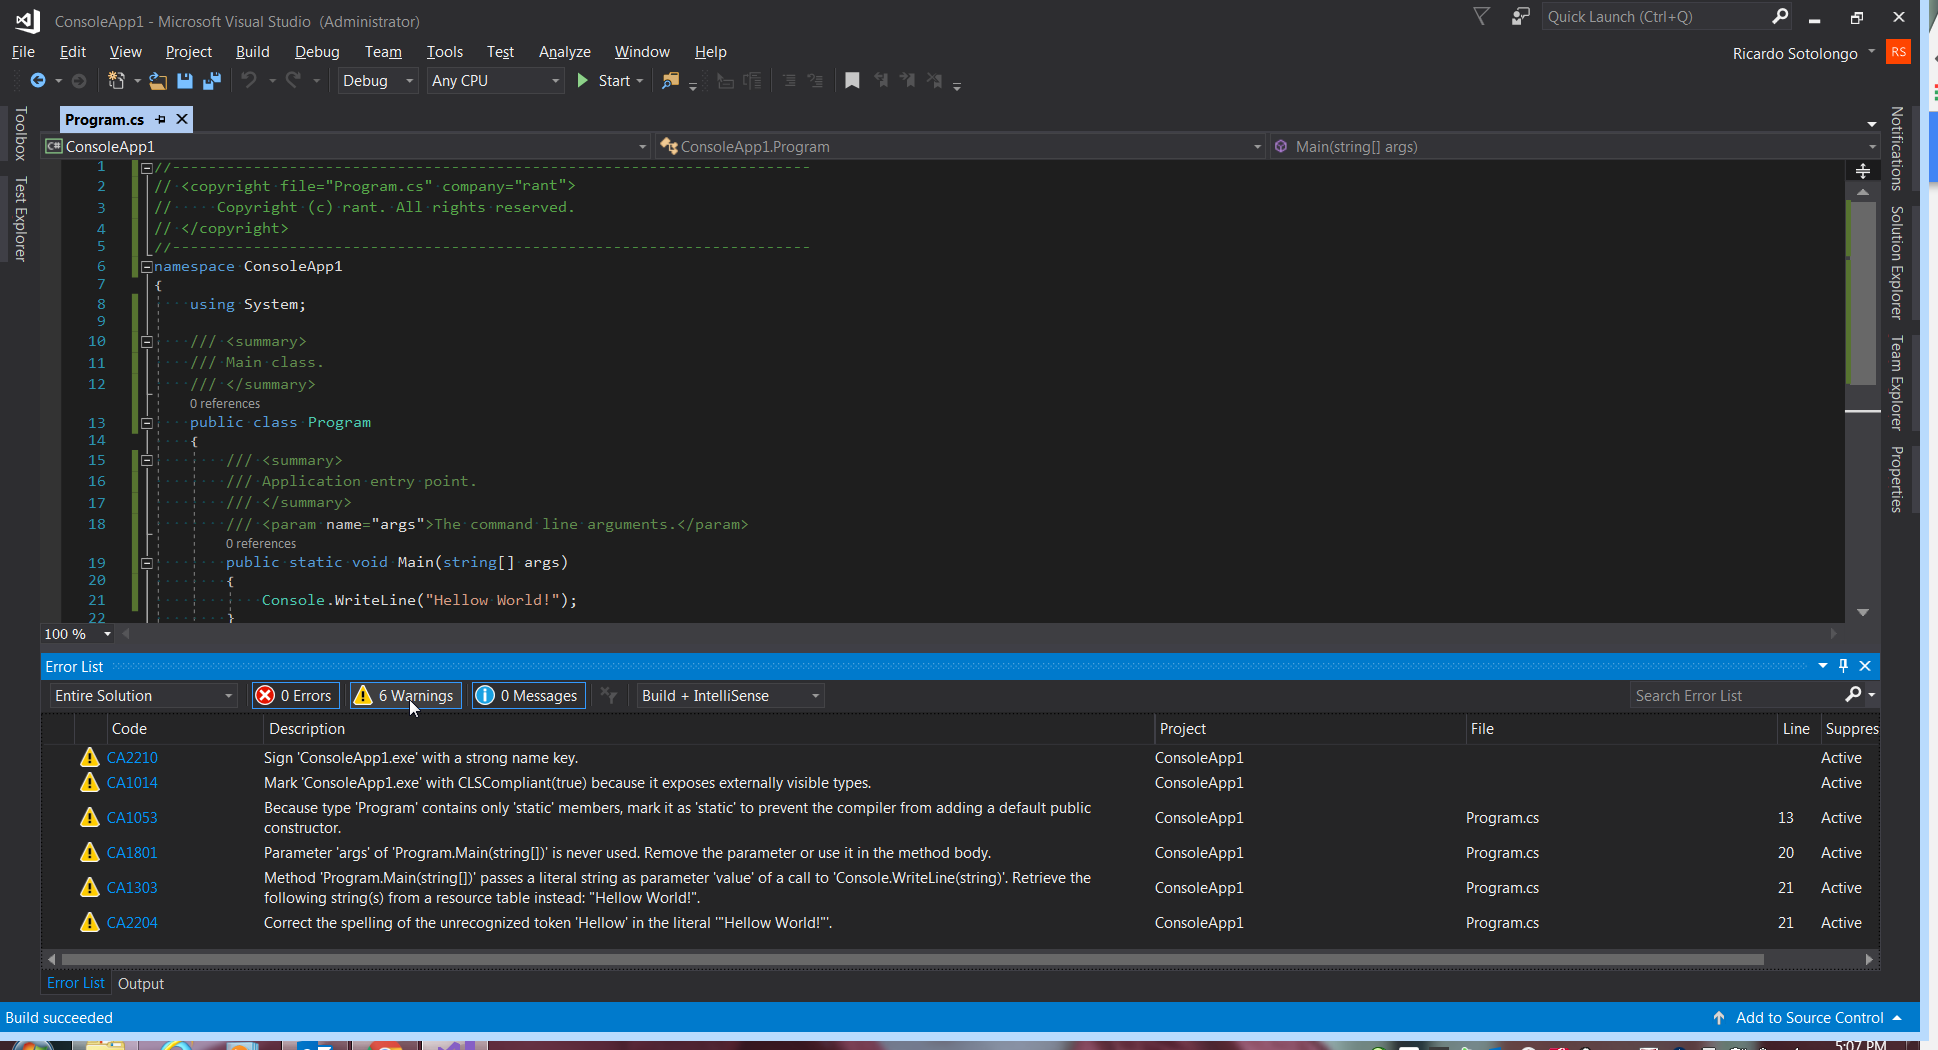 ConsoleApp1 - Microsoft Visual Studio (Administrator)
Quick Launch (Ctrl+Q)
File Edit View Project Build Debug Team Tools Test Analyze Window Help
Ricardo Sotolongo RS
Debug Any CPU Start
Toolbox
Test Explorer
Program.cs
ConsoleApp1 ConsoleApp1.Program Main(string[] args)
1 //-----------------------------------------------------------------------
2 // <copyright file="Program.cs" company="rant">
3 // Copyright (c) rant. All rights reserved.
4 // </copyright>
5 //-----------------------------------------------------------------------
6 namespace ConsoleApp1
7 {
8 using System;
9
10 /// <summary>
11 /// Main class.
12 /// </summary>
0 references
13 public class Program
14 {
15 /// <summary>
16 /// Application entry point.
17 /// </summary>
18 /// <param name="args">The command line arguments.</param>
0 references
19 public static void Main(string[] args)
20 {
21 Console.WriteLine("Hellow World!");
22 }
100 %
Notifications
Solution Explorer
Team Explorer
Properties
Error List
Entire Solution 0 Errors 6 Warnings 0 Messages Build + IntelliSense Search Error List
Code Description Project File Line Suppres
CA2210 Sign 'ConsoleApp1.exe' with a strong name key. ConsoleApp1 Active
CA1014 Mark 'ConsoleApp1.exe' with CLSCompliant(true) because it exposes externally visible types. ConsoleApp1 Active
Because type 'Program' contains only 'static' members, mark it as 'static' to prevent the compiler from adding a default public
constructor.
CA1053 ConsoleApp1 Program.cs 13 Active
CA1801 Parameter 'args' of 'Program.Main(string[])' is never used. Remove the parameter or use it in the method body. ConsoleApp1 Program.cs 20 Active
Method 'Program.Main(string[])' passes a literal string as parameter 'value' of a call to 'Console.WriteLine(string)'. Retrieve the
following string(s) from a resource table instead: "Hellow World!".
CA1303 ConsoleApp1 Program.cs 21 Active
CA2204 Correct the spelling of the unrecognized token 'Hellow' in the literal '"Hellow World!"'. ConsoleApp1 Program.cs 21 Active
Error List Output
Build succeeded Add to Source Control
5:07 PM